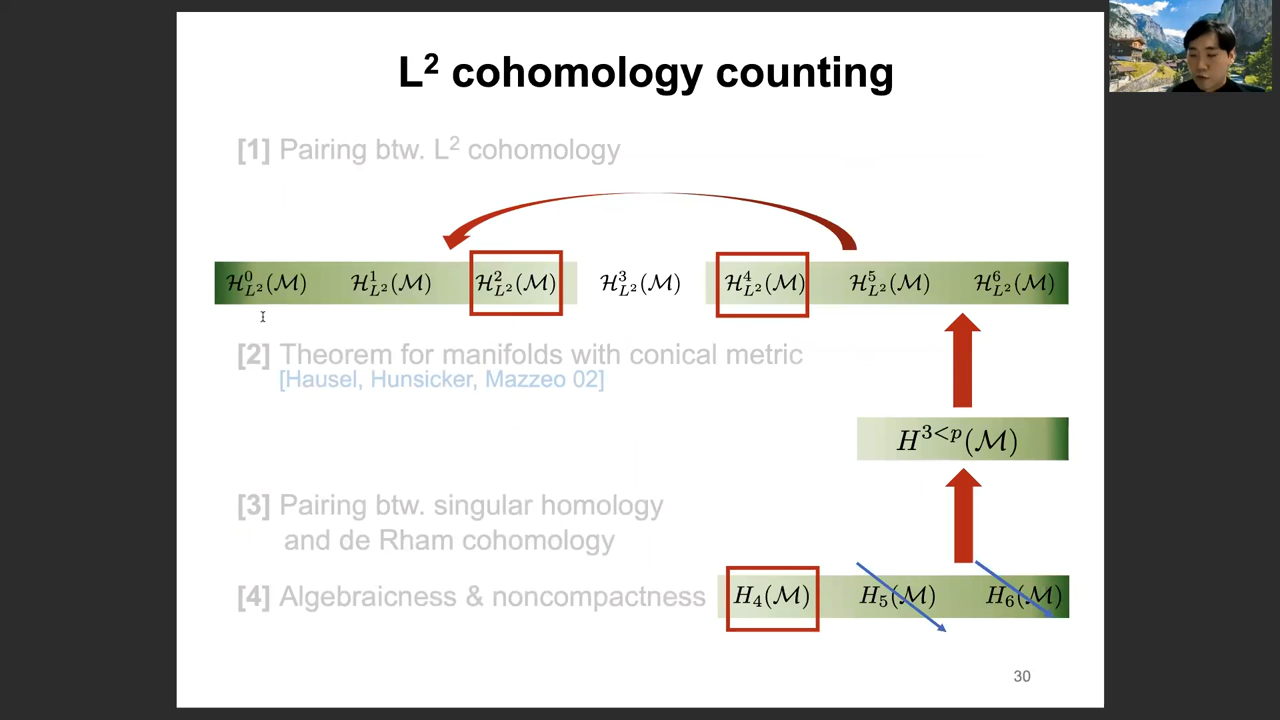 L² cohomology counting
[1] Pairing btw. L² cohomology
ℋ⁰_{L²}(ℳ) ℋ¹_{L²}(ℳ) ℋ²_{L²}(ℳ) ℋ³_{L²}(ℳ) ℋ⁴_{L²}(ℳ) ℋ⁵_{L²}(ℳ) ℋ⁶_{L²}(ℳ)
[2] Theorem for manifolds with conical metric
[Hausel, Hunsicker, Mazzeo 02]
H^{3<p}(ℳ)
[3] Pairing btw. singular homology
and de Rham cohomology
[4] Algebraicness & noncompactness H₄(ℳ) H₅(ℳ) H₆(ℳ)
30